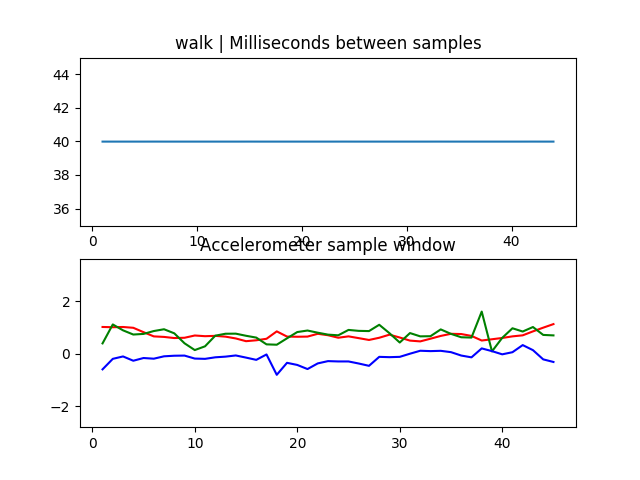 walk | Milliseconds between samples
44
42
40
38
36
0 10 20 30 40
Accelerometer sample window
2
0
−2
0 10 20 30 40